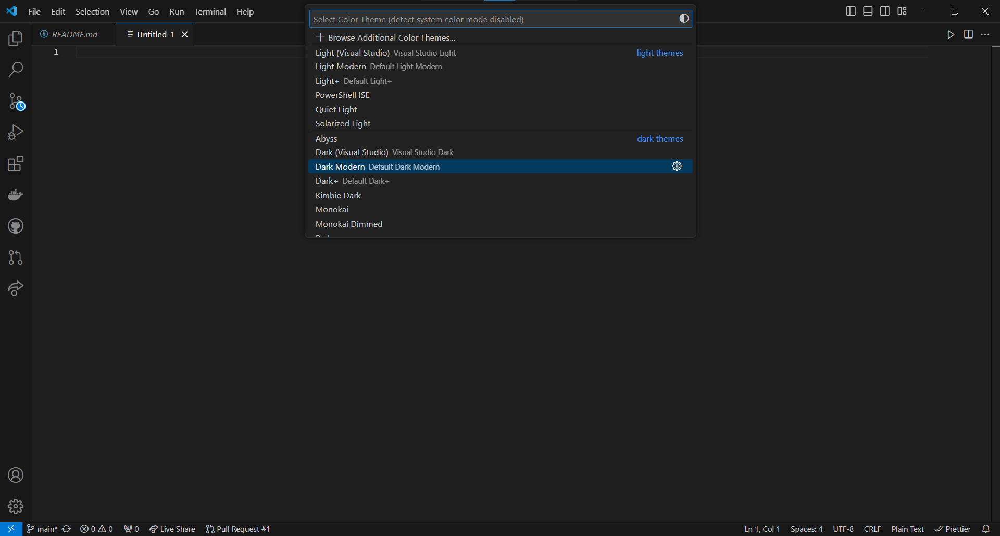 File Edit Selection View Go Run Terminal Help
Select Color Theme (detect system color mode disabled)
README.md Untitled-1
Browse Additional Color Themes...
1
Light (Visual Studio) Visual Studio Light light themes
Light Modern Default Light Modern
Light+ Default Light+
PowerShell ISE
Quiet Light
Solarized Light
Abyss dark themes
Dark (Visual Studio) Visual Studio Dark
Dark Modern Default Dark Modern
Dark+ Default Dark+
Kimbie Dark
Monokai
Monokai Dimmed
main* 0 0 0 Live Share Pull Request #1 Ln 1, Col 1 Spaces: 4 UTF-8 CRLF Plain Text Prettier